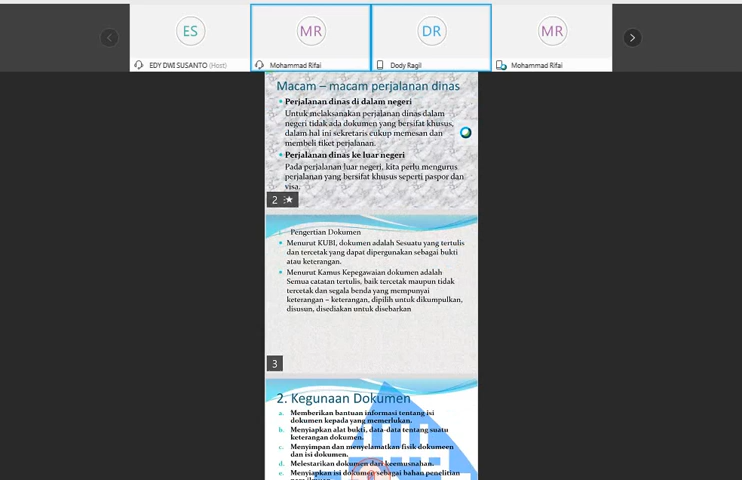 ES
MR
DR
MR
EDY DWI SUSANTO (Host)
Mohammad Rifai
Dody Ragil
Mohammad Rifai
Macam – macam perjalanan dinas
Perjalanan dinas di dalam negeri
Untuk melaksanakan perjalanan dinas dalam
negeri tidak ada dokumen yang bersifat khusus,
dalam hal ini sekretaris cukup memesan dan
membeli tiket perjalanan.
Perjalanan dinas ke luar negeri
Pada perjalanan luar negeri, kita perlu mengurus
perjalanan yang bersifat khusus seperti paspor dan
visa.
2
Pengertian Dokumen
Menurut KUBI, dokumen adalah Sesuatu yang tertulis
dan tercetak yang dapat dipergunakan sebagai bukti
atau keterangan.
Menurut Kamus Kepegawaian dokumen adalah
Semua catatan tertulis, baik tercetak maupun tidak
tercetak dan segala benda yang mempunyai
keterangan – keterangan, dipilih untuk dikumpulkan,
disusun, disediakan untuk disebarkan
3
2. Kegunaan Dokumen
a. Memberikan bantuan informasi tentang isi
dokumen kepada yang memerlukan.
b. Menyiapkan alat bukti, data-data tentang suatu
keterangan dokumen.
c. Menyimpan dan menyelamatkan fisik dokumeen
dan isi dokumen.
d. Melestarikan dokumen dari kemusnahan.
e. Menyiapkan isi dokumen sebagai bahan penelitian